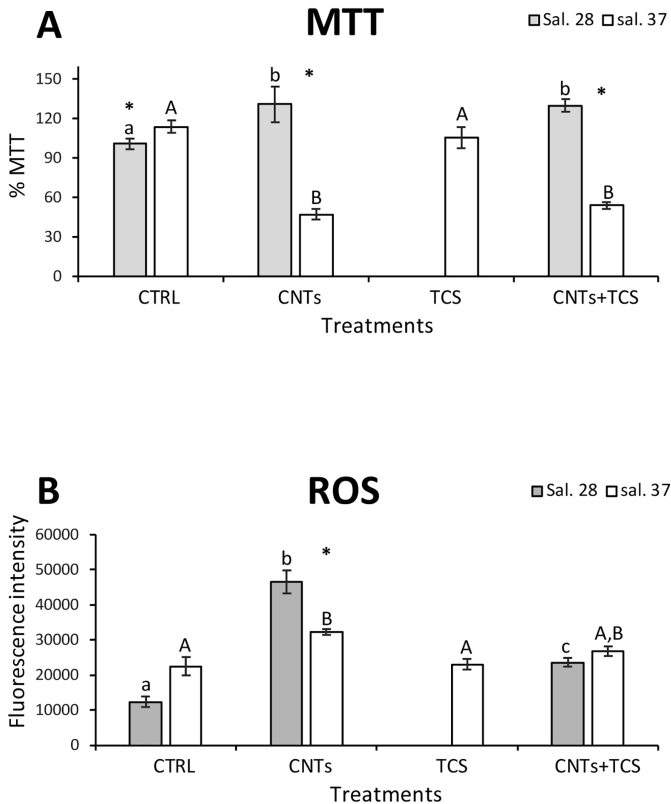 A
MTT
Sal. 28 sal. 37
150
120
90
60
30
0
% MTT
* a A
b * B
A
b * B
CTRL CNTs TCS CNTs+TCS
Treatments
B
ROS
Sal. 28 sal. 37
60000
50000
40000
30000
20000
10000
0
Fluorescence intensity
a A
b * B
A
c A,B
CTRL CNTs TCS CNTs+TCS
Treatments